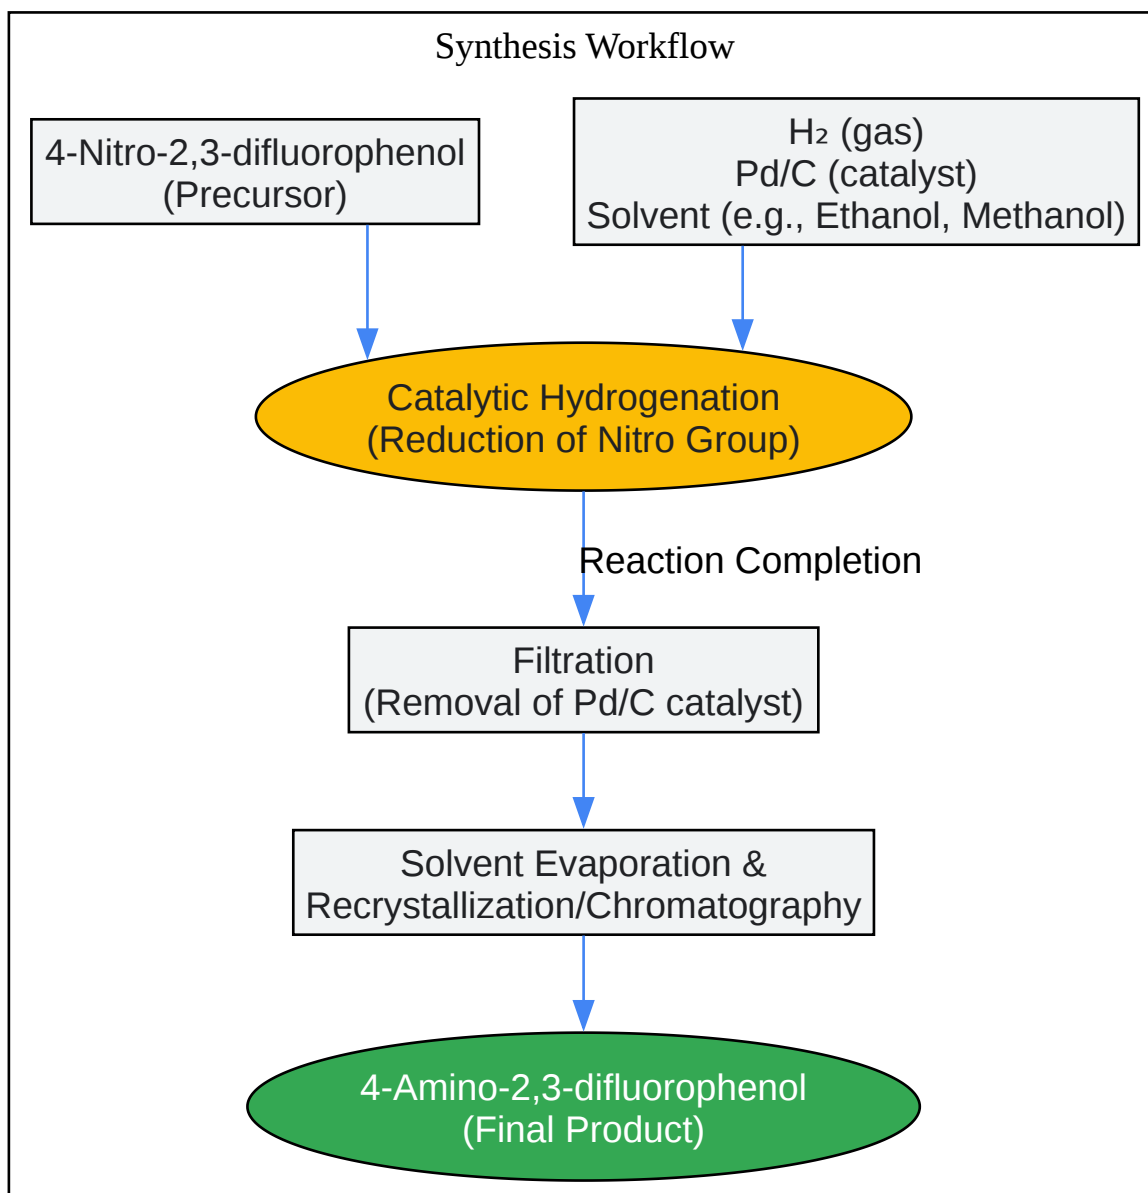 Synthesis Workflow
4-Nitro-2,3-difluorophenol
(Precursor)
H₂ (gas)
Pd/C (catalyst)
Solvent (e.g., Ethanol, Methanol)
Catalytic Hydrogenation
(Reduction of Nitro Group)
Reaction Completion
Filtration
(Removal of Pd/C catalyst)
Solvent Evaporation &
Recrystallization/Chromatography
4-Amino-2,3-difluorophenol
(Final Product)